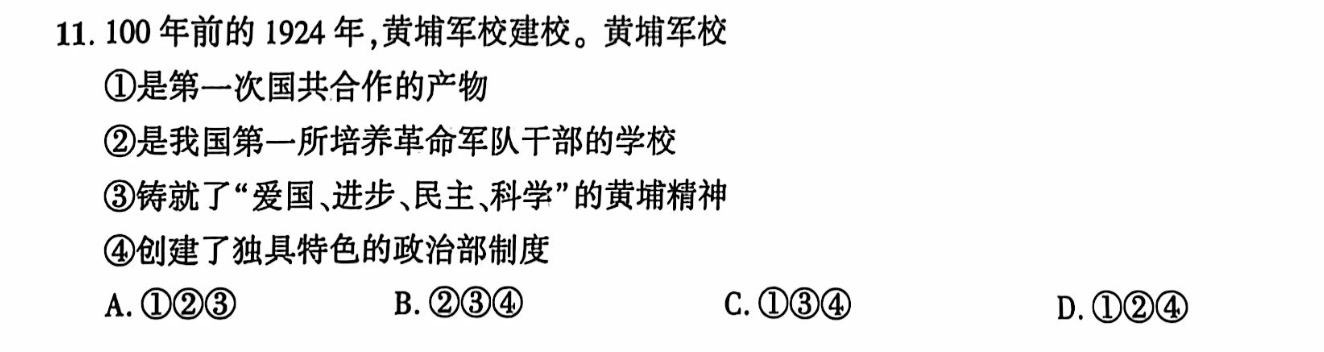 11. 100 年前的 1924 年,黄埔军校建校。黄埔军校
①是第一次国共合作的产物
②是我国第一所培养革命军队干部的学校
③铸就了“爱国、进步、民主、科学”的黄埔精神
④创建了独具特色的政治部制度
A. ①②③ B. ②③④ C. ①③④ D. ①②④